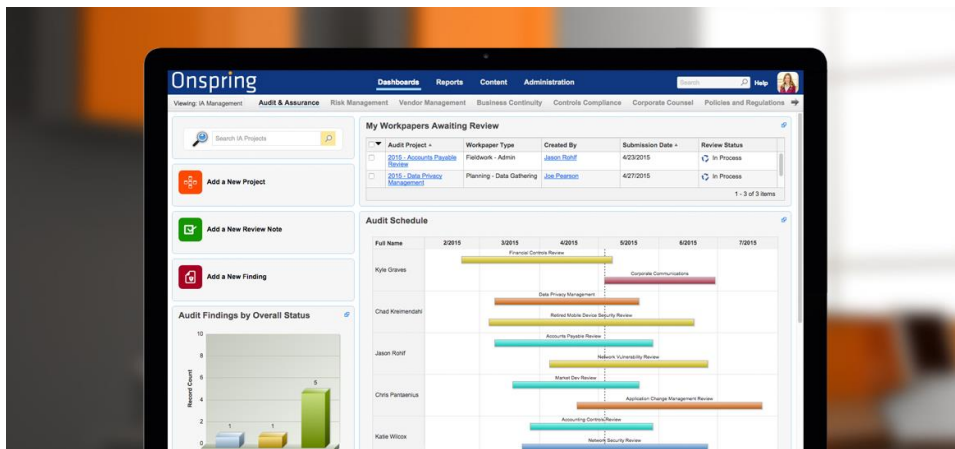 Onspring
Dashboards Reports Content Administration
Search
Help
Viewing: IA Management Audit & Assurance Risk Management Vendor Management Business Continuity Controls Compliance Corporate Counsel Policies and Regulations
Search IA Projects
Add a New Project
Add a New Review Note
Add a New Finding
Audit Findings by Overall Status
Record Count
10
8
6
4
2
0
1
1
5
My Workpapers Awaiting Review
Audit Project Workpaper Type Created By Submission Date Review Status
2015 - Accounts Payable Fieldwork - Admin Jason Rohlf 4/23/2015 In Process
Review
2015 - Data Privacy Planning - Data Gathering Joe Pearson 4/27/2015 In Process
Management
1 - 3 of 3 items
Audit Schedule
Full Name 2/2015 3/2015 4/2015 5/2015 6/2015 7/2015
Financial Controls Review
Kyle Graves
Corporate Communications
Data Privacy Management
Chad Kreimendahl
Retired Mobile Device Security Review
Accounts Payable Review
Jason Rohlf
Network Vulnerability Review
Market Dev Review
Chris Pantaenius
Application Change Management Review
Accounting Controls Review
Katie Wilcox
Network Security Review